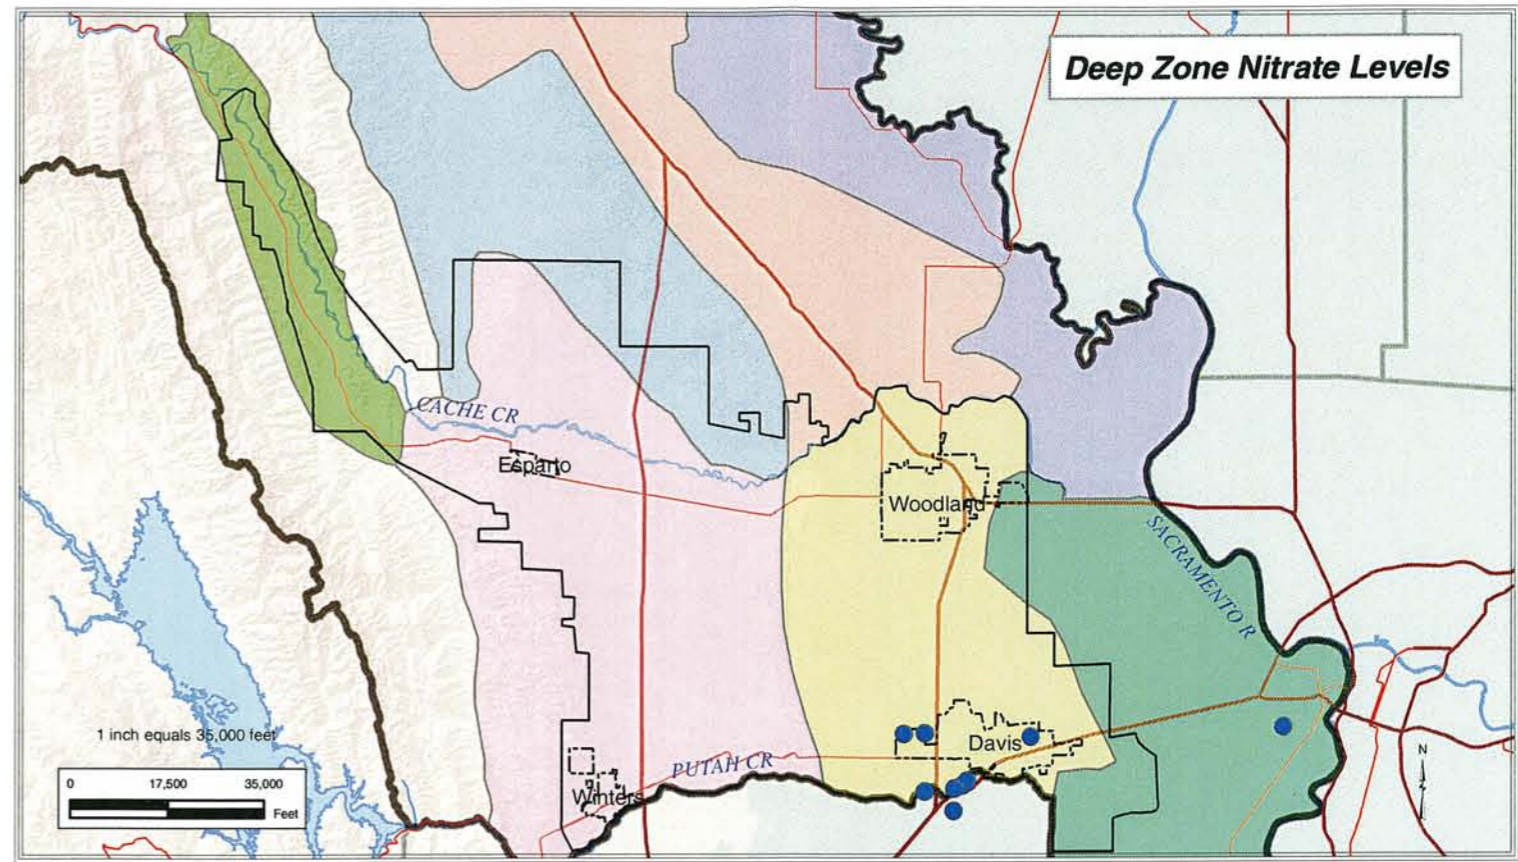 Deep Zone Nitrate Levels
CACHE CR
Esparto
Woodland
SACRAMENTO R
1 inch equals 35,000 feet
Davis
PUTAH CR
N
0 17,500 35,000
Feet
Winters